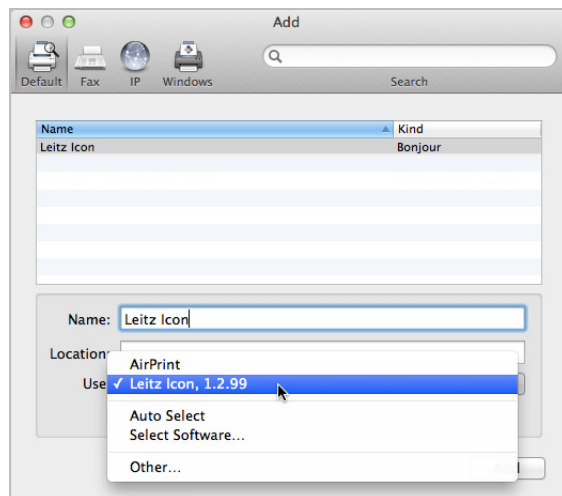 Add
Default Fax IP Windows Search
Name Kind
Leitz Icon Bonjour
Name: Leitz Icon
Location:
AirPrint
Use ✓ Leitz Icon, 1.2.99
Auto Select
Select Software...
Other...